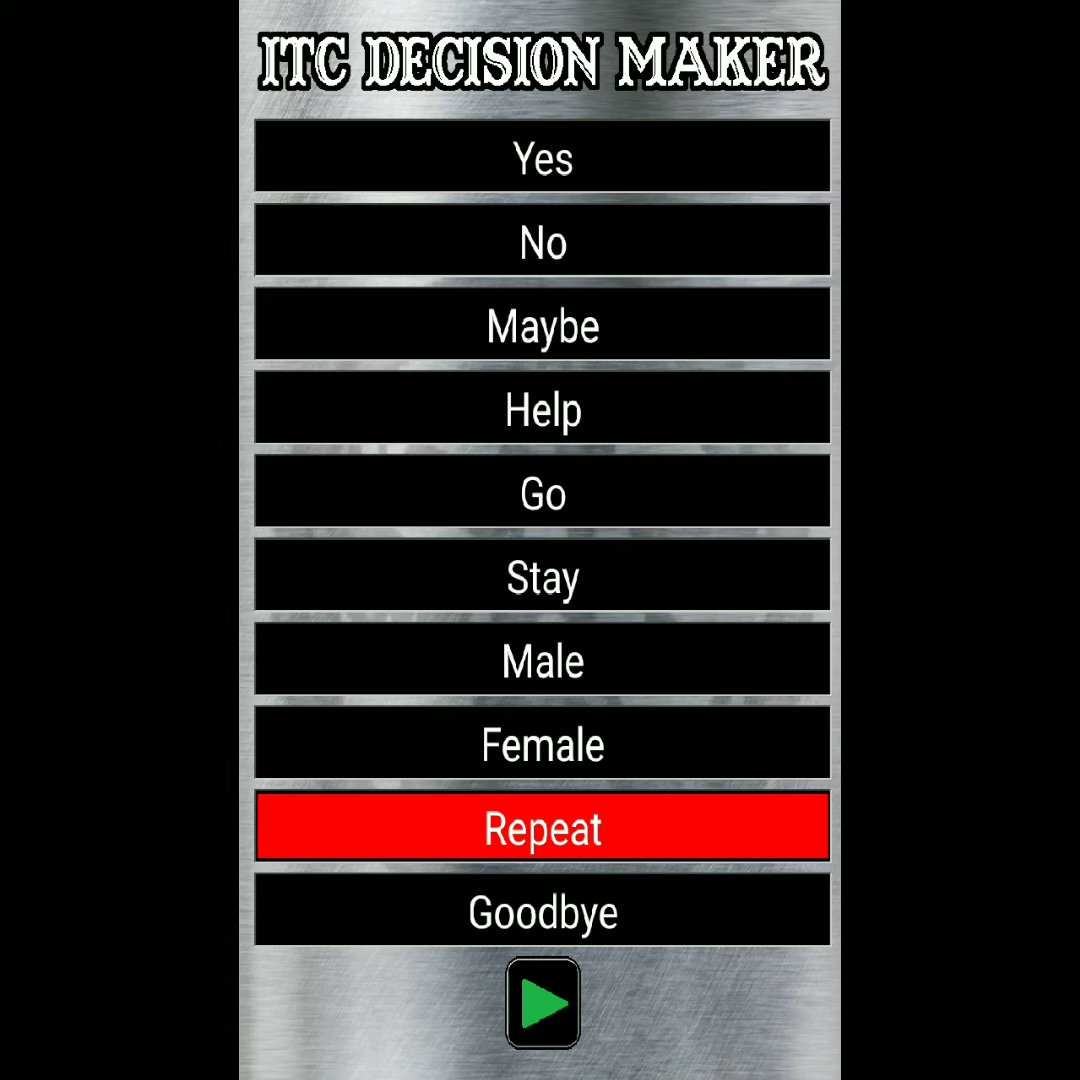 ITC DECISION MAKER
Yes
No
Maybe
Help
Go
Stay
Male
Female
Repeat
Goodbye